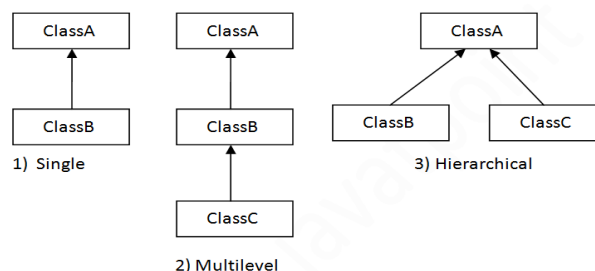 ClassA
ClassB
1) Single
ClassA
ClassB
ClassC
2) Multilevel
ClassA
ClassB
ClassC
3) Hierarchical